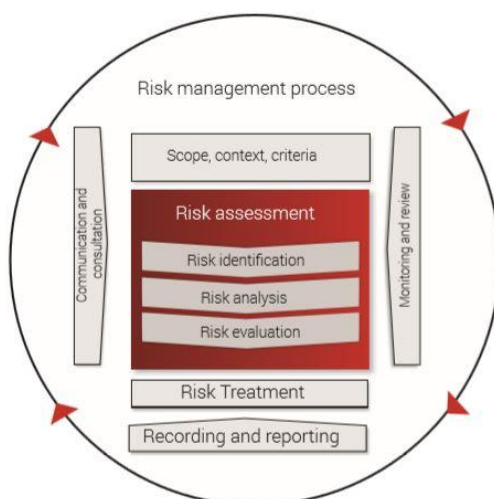 Risk management process
Scope, context, criteria
Communication and
consultation
Risk assessment
Risk identification
Risk analysis
Risk evaluation
Monitoring and review
Risk Treatment
Recording and reporting